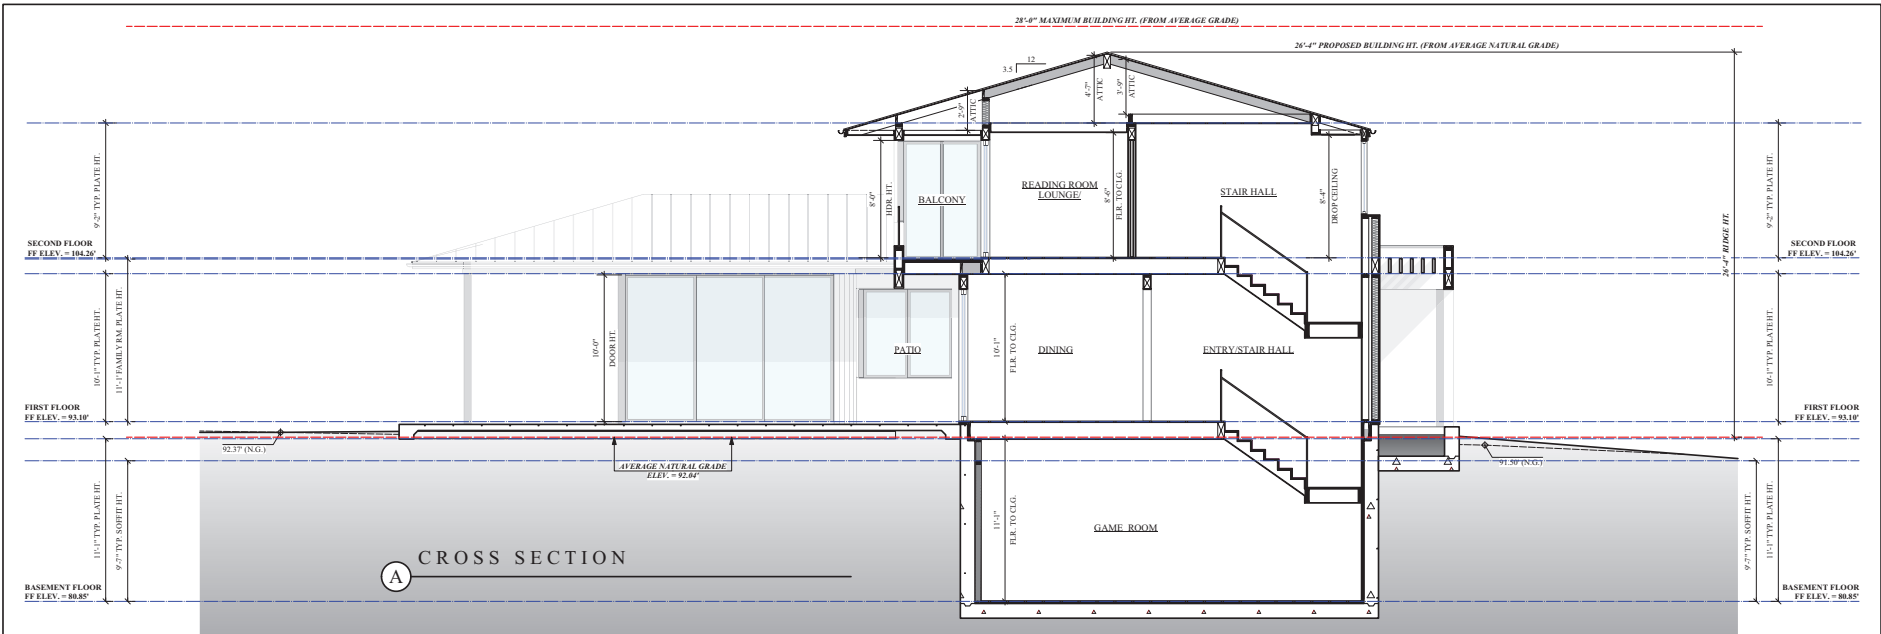 28'-0" MAXIMUM BUILDING HT. (FROM AVERAGE GRADE)
26'-4" PROPOSED BUILDING HT. (FROM AVERAGE NATURAL GRADE)
12
3.5
4'-7"
ATTIC
3'-9"
ATTIC
2'-9"
ATTIC
9'-2" TYP. PLATE HT.
8'-0"
HDR. HT.
BALCONY
READING ROOM
LOUNGE/
8'-6"
FLR. TO CLG.
STAIR HALL
8'-4"
DROP CEILING
9'-2" TYP. PLATE HT.
26'-4" RIDGE HT.
SECOND FLOOR
FF ELEV. = 104.26'
SECOND FLOOR
FF ELEV. = 104.26'
10'-1" TYP. PLATE HT.
11'-1" FAMILY RM. PLATE HT.
10'-0"
DOOR HT.
PATIO
10'-1"
FLR. TO CLG.
DINING
ENTRY/STAIR HALL
10'-1" TYP. PLATE HT.
FIRST FLOOR
FF ELEV. = 93.10'
FIRST FLOOR
FF ELEV. = 93.10'
92.37' (N.G.)
AVERAGE NATURAL GRADE
ELEV. = 92.04'
91.50' (N.G.)
11'-1" TYP. PLATE HT.
9'-7" TYP. SOFFIT HT.
11'-1"
FLR. TO CLG.
GAME ROOM
9'-7" TYP. SOFFIT HT.
11'-1" TYP. PLATE HT.
A
CROSS SECTION
BASEMENT FLOOR
FF ELEV. = 80.85'
BASEMENT FLOOR
FF ELEV. = 80.85'